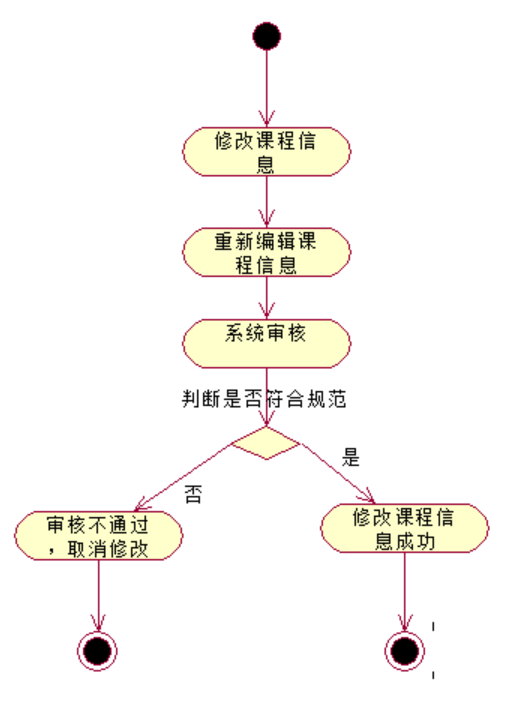 修改课程信
息
重新编辑课
程信息
系统审核
判断是否符合规范
是
否
修改课程信
息成功
审核不通过
，取消修改